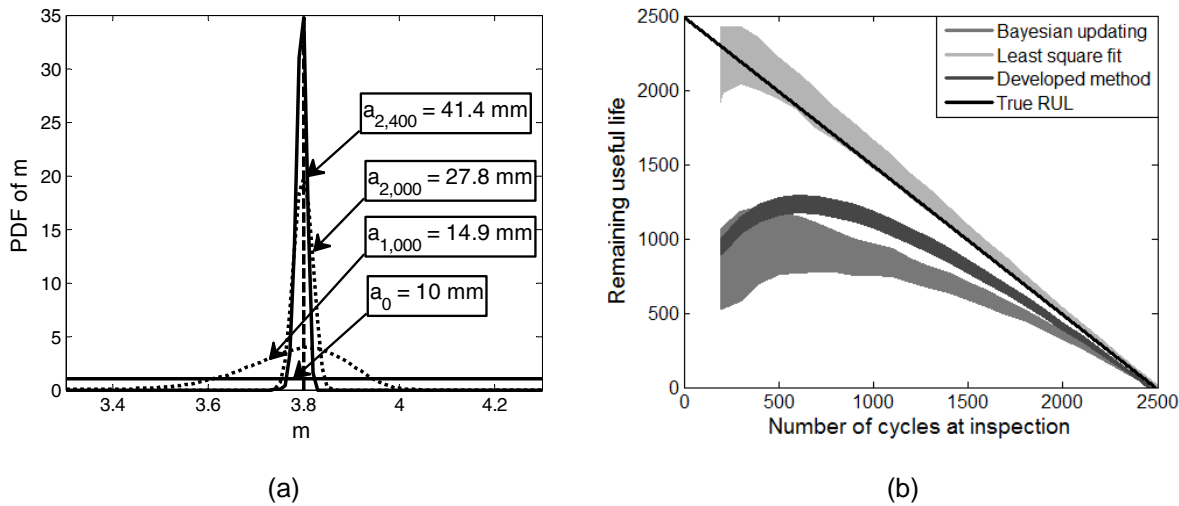 35
30
25
20
15
10
5
0
PDF of m
3.4 3.6 3.8 4 4.2
m
a2,400 = 41.4 mm
a2,000 = 27.8 mm
a1,000 = 14.9 mm
a0 = 10 mm
(a)
2500
2000
1500
1000
500
0
Remaining useful life
0 500 1000 1500 2000 2500
Number of cycles at inspection
Bayesian updating
Least square fit
Developed method
True RUL
(b)